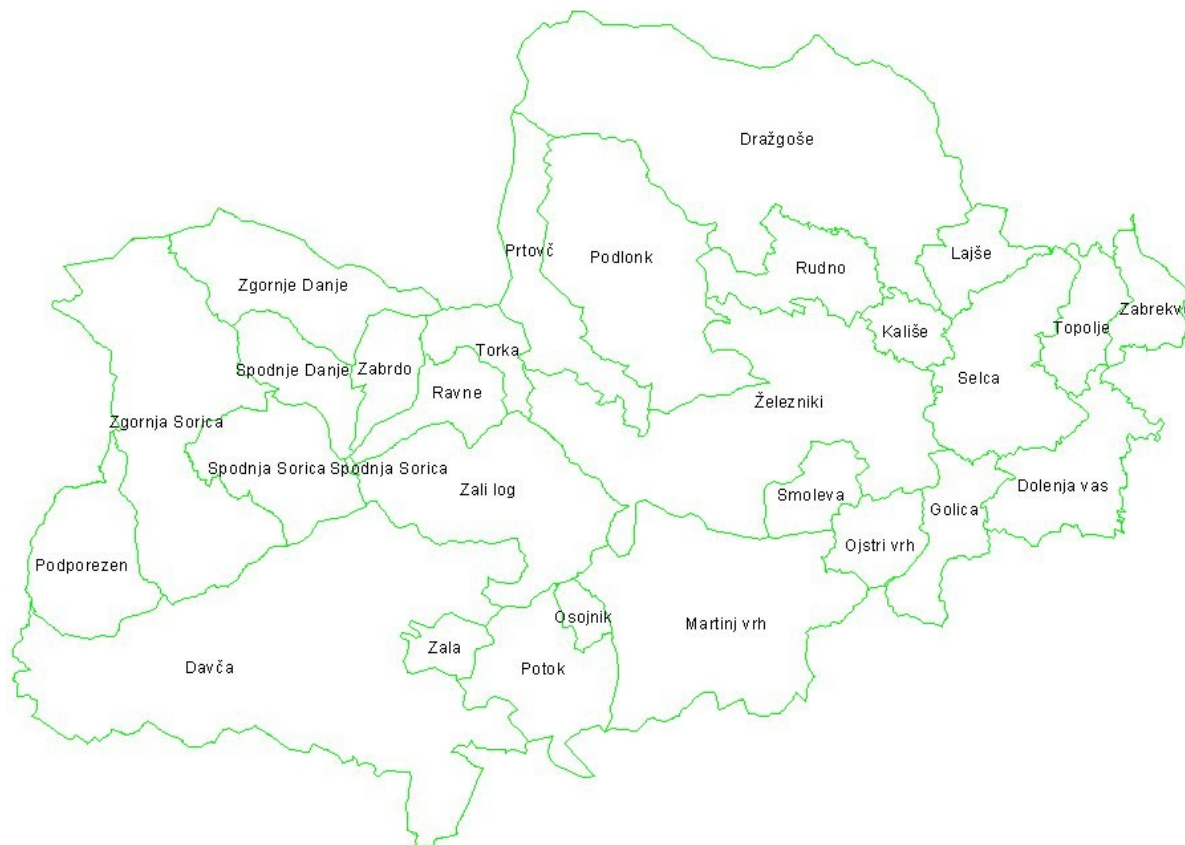 Dražgoše
Prtovč
Podlonk
Rudno
Lajše
Zgornje Danje
Zabrekv
Topolje
Kališe
Torka
Spodnje Danje
Zabrdo
Ravne
Selca
Železniki
Zgornja Sorica
Spodnja Sorica
Spodnja Sorica
Zali log
Smoleva
Dolenja vas
Golica
Ojstri vrh
Podporezen
Osojnik
Martinj vrh
Zala
Davča
Potok